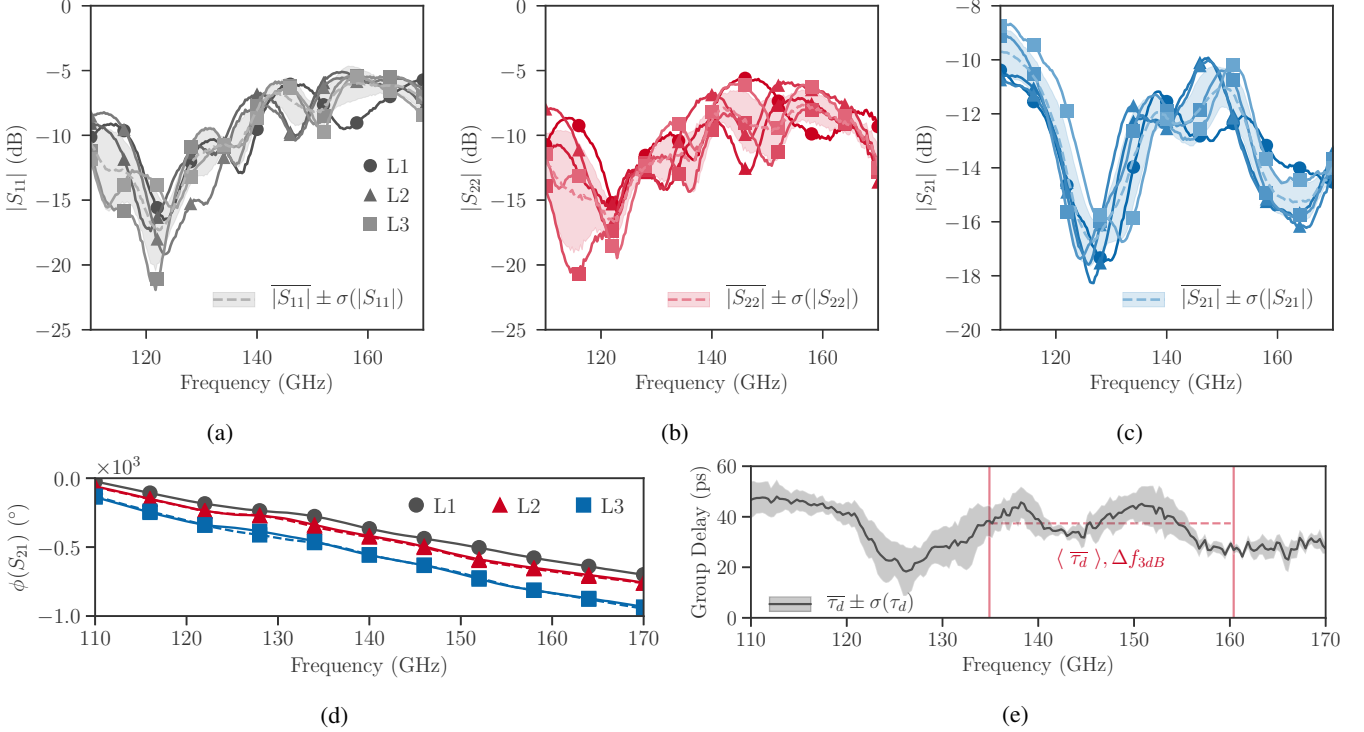 0
−5
−10
−15
−20
−25
|S₁₁| (dB)
L1
L2
L3
|S₁₁| ± σ(|S₁₁|)
120 140 160
Frequency (GHz)
(a)
0
−5
−10
−15
−20
−25
|S₂₂| (dB)
|S₂₂| ± σ(|S₂₂|)
120 140 160
Frequency (GHz)
(b)
−8
−10
−12
−14
−16
−18
−20
|S₂₁| (dB)
|S₂₁| ± σ(|S₂₁|)
120 140 160
Frequency (GHz)
(c)
×10³
0.0
−0.5
−1.0
ϕ(S₂₁) (°)
L1 L2 L3
110 120 130 140 150 160 170
Frequency (GHz)
(d)
60
40
20
0
Group Delay (ps)
⟨ τ_d ⟩, Δf_3dB
τ_d ± σ(τ_d)
110 120 130 140 150 160 170
Frequency (GHz)
(e)